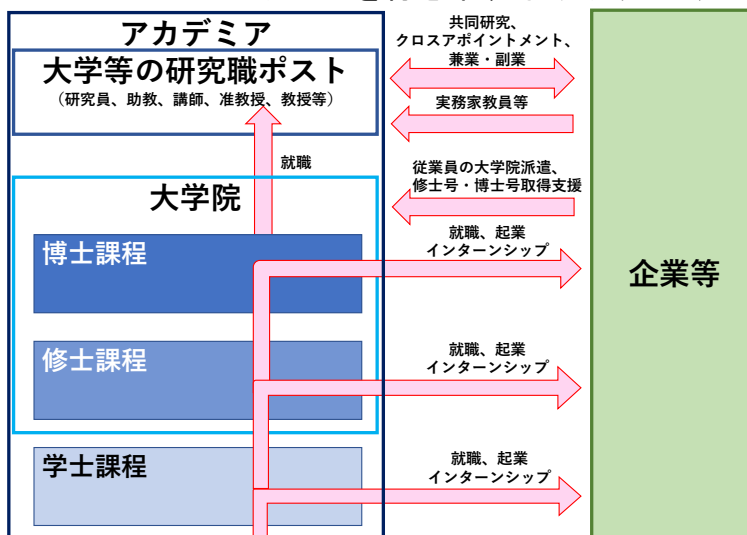 アカデミア
大学等の研究職ポスト
（研究員、助教、講師、准教授、教授等）
共同研究、
クロスアポイントメント、
兼業・副業
実務家教員等
就職
従業員の大学院派遣、
修士号・博士号取得支援
大学院
博士課程
就職、起業
インターンシップ
企業等
修士課程
就職、起業
インターンシップ
学士課程
就職、起業
インターンシップ